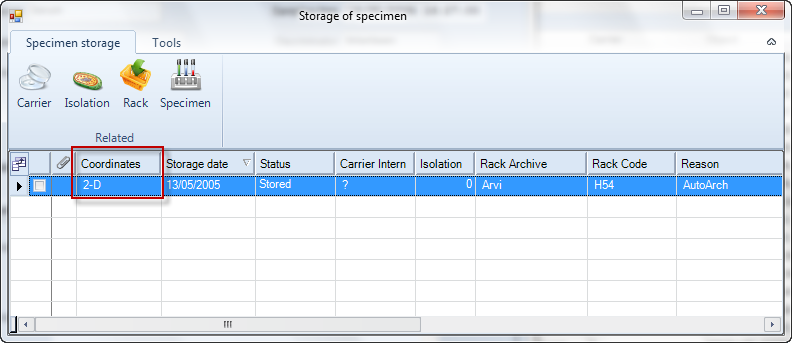 Storage of specimen
Specimen storage Tools
Carrier Isolation Rack Specimen
Related
Coordinates Storage date Status Carrier Intern Isolation Rack Archive Rack Code Reason
2-D 13/05/2005 Stored ? 0 Arvi H54 AutoArch